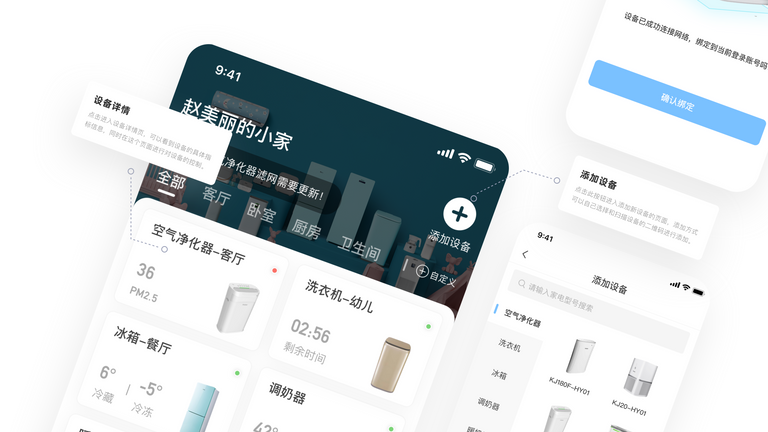 设备详情
点击进入设备详情页，可以看到设备的具体指
标信息，同时在这个页面进行对设备的控制。
9:41
赵美丽的小家
净化器滤网需要更新！
全部
客厅
卧室
厨房
卫生间
添加设备
自定义
空气净化器-客厅
36
PM2.5
洗衣机-幼儿
02:56
剩余时间
冰箱-餐厅
6°
-5°
冷藏
冷冻
调奶器
设备已成功连接网络，绑定到当前登录账号吗
确认绑定
添加设备
点击此按钮进入添加新设备的页面，添加方式
可以自己选择和扫描设备的二维码进行添加。
9:41
添加设备
请输入家电型号搜索
空气净化器
洗衣机
冰箱
调奶器
KJ180F-HY01
KJ20-HY01